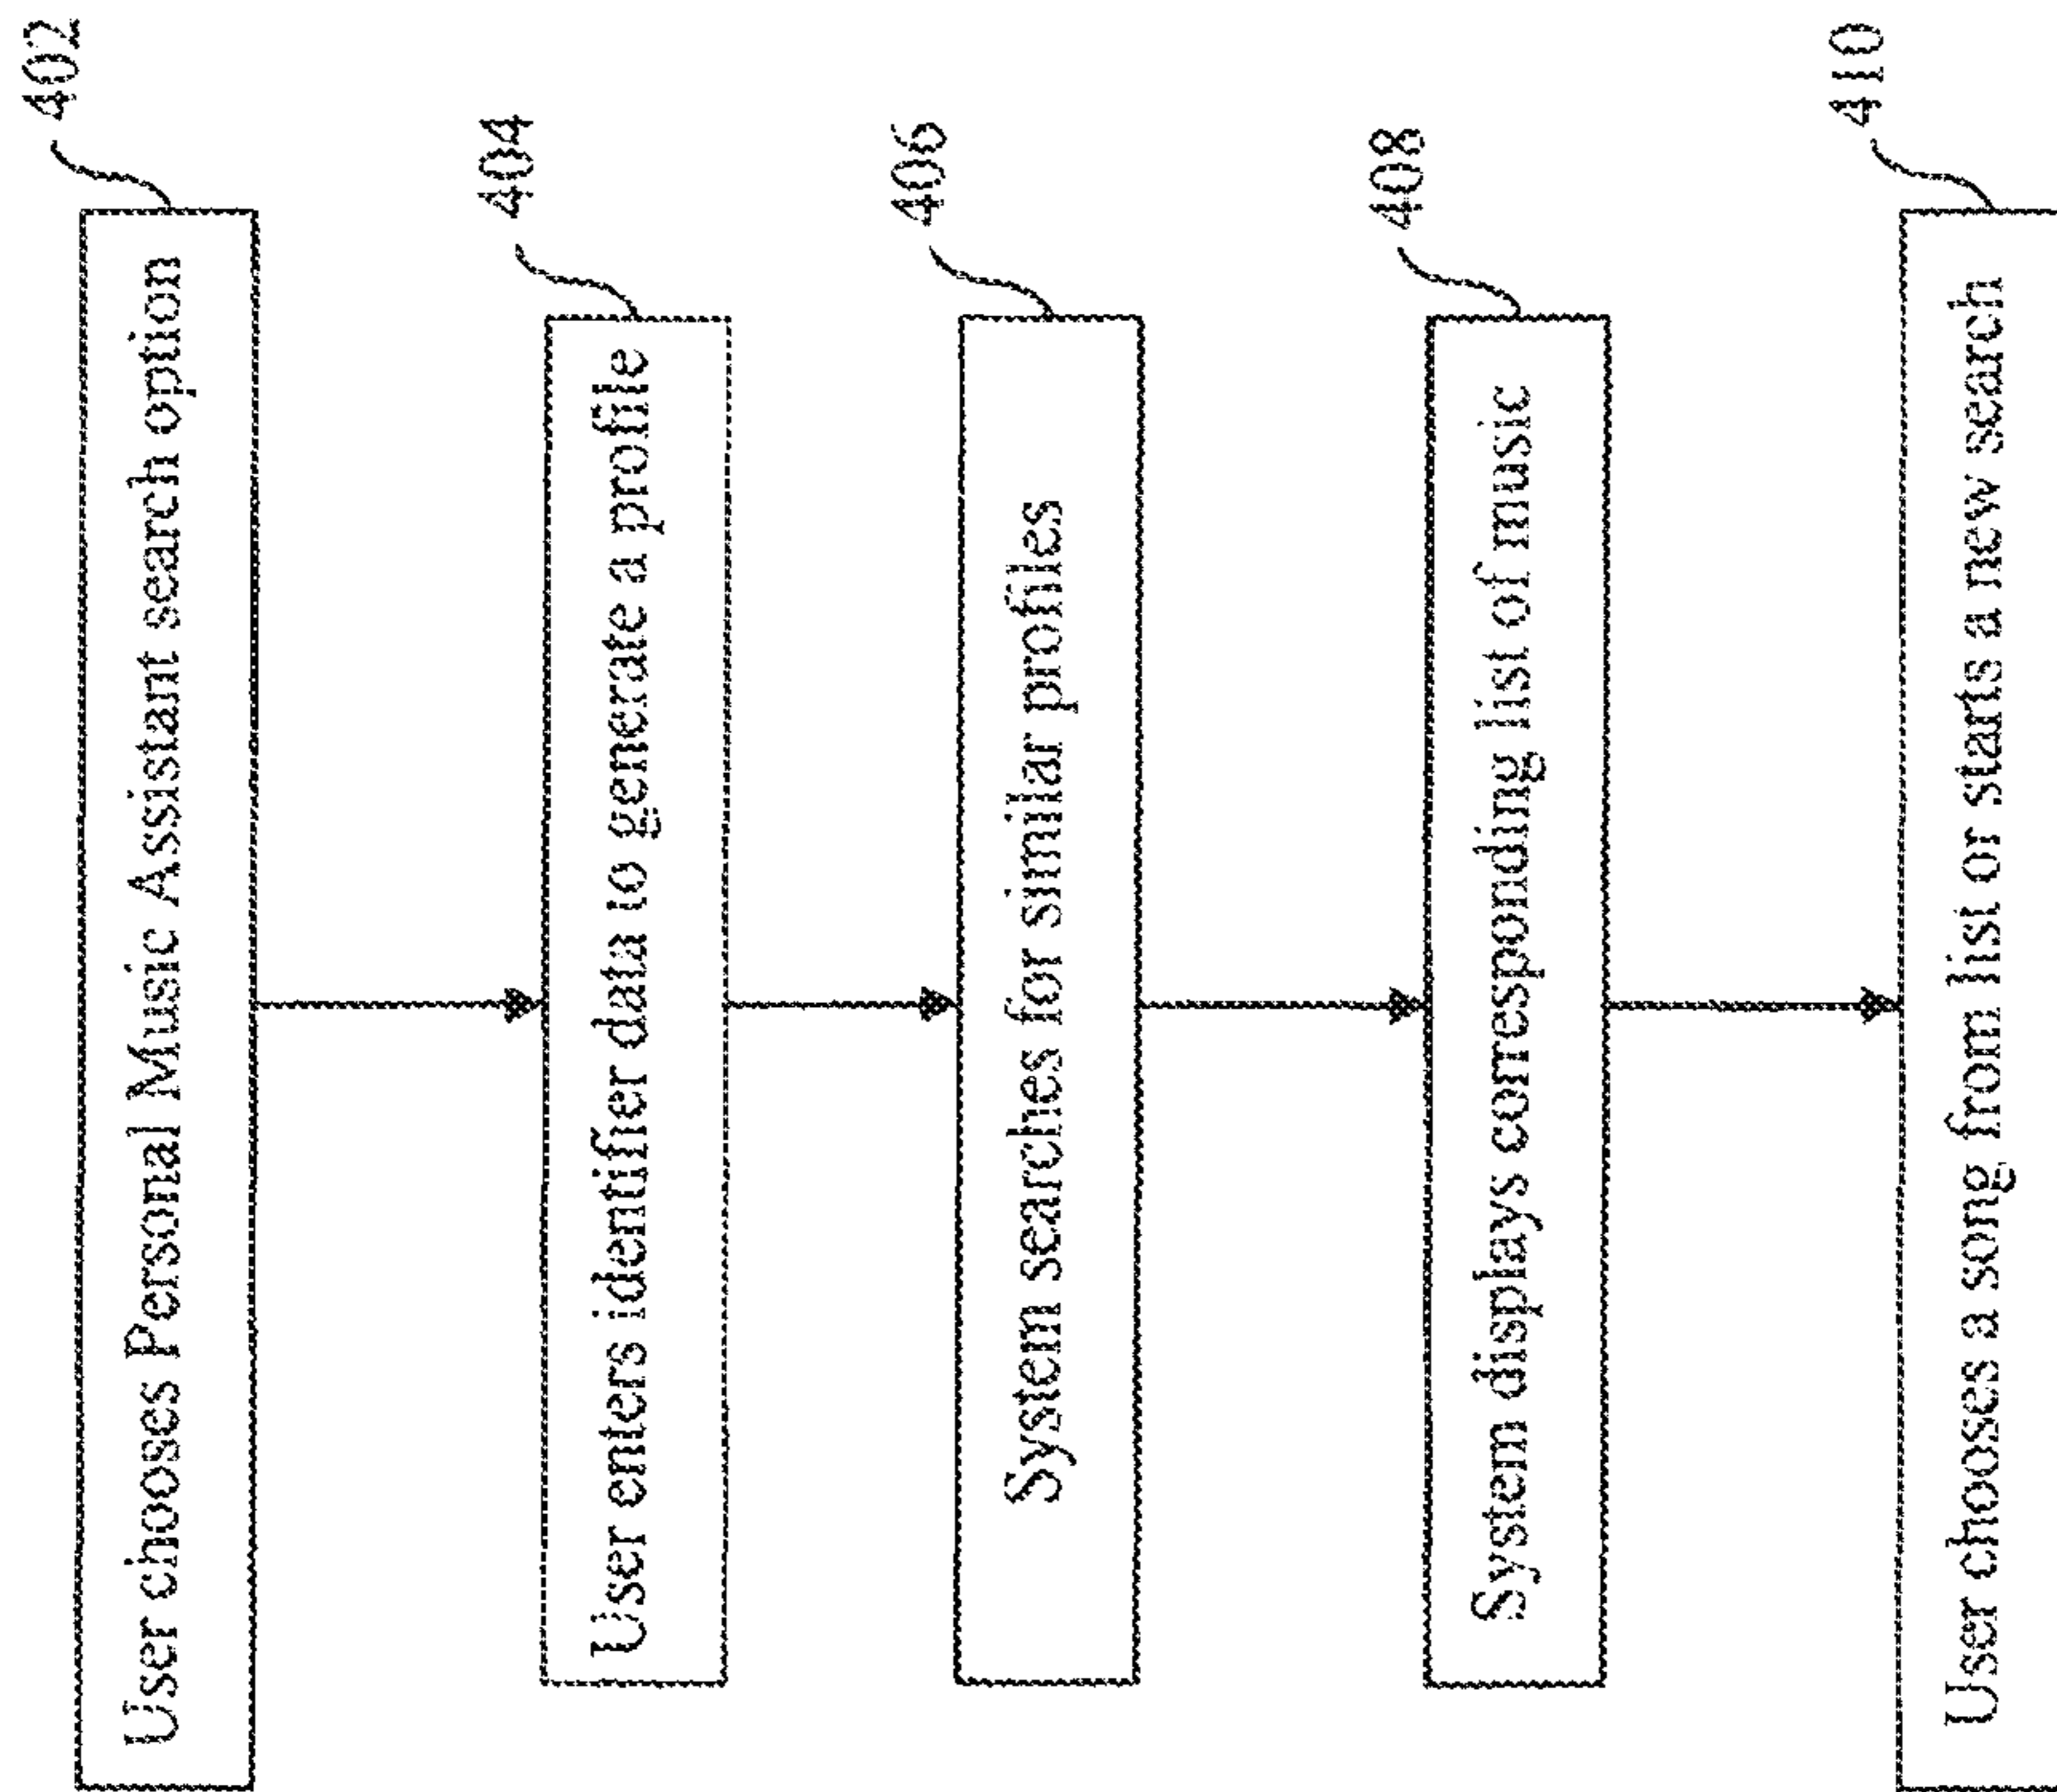 402
User chooses Personal Music Assistant search option
404
User enters identifier data to generate a profile
406
System searches for similar profiles
408
System displays corresponding list of music
410
User chooses a song from list or starts a new search